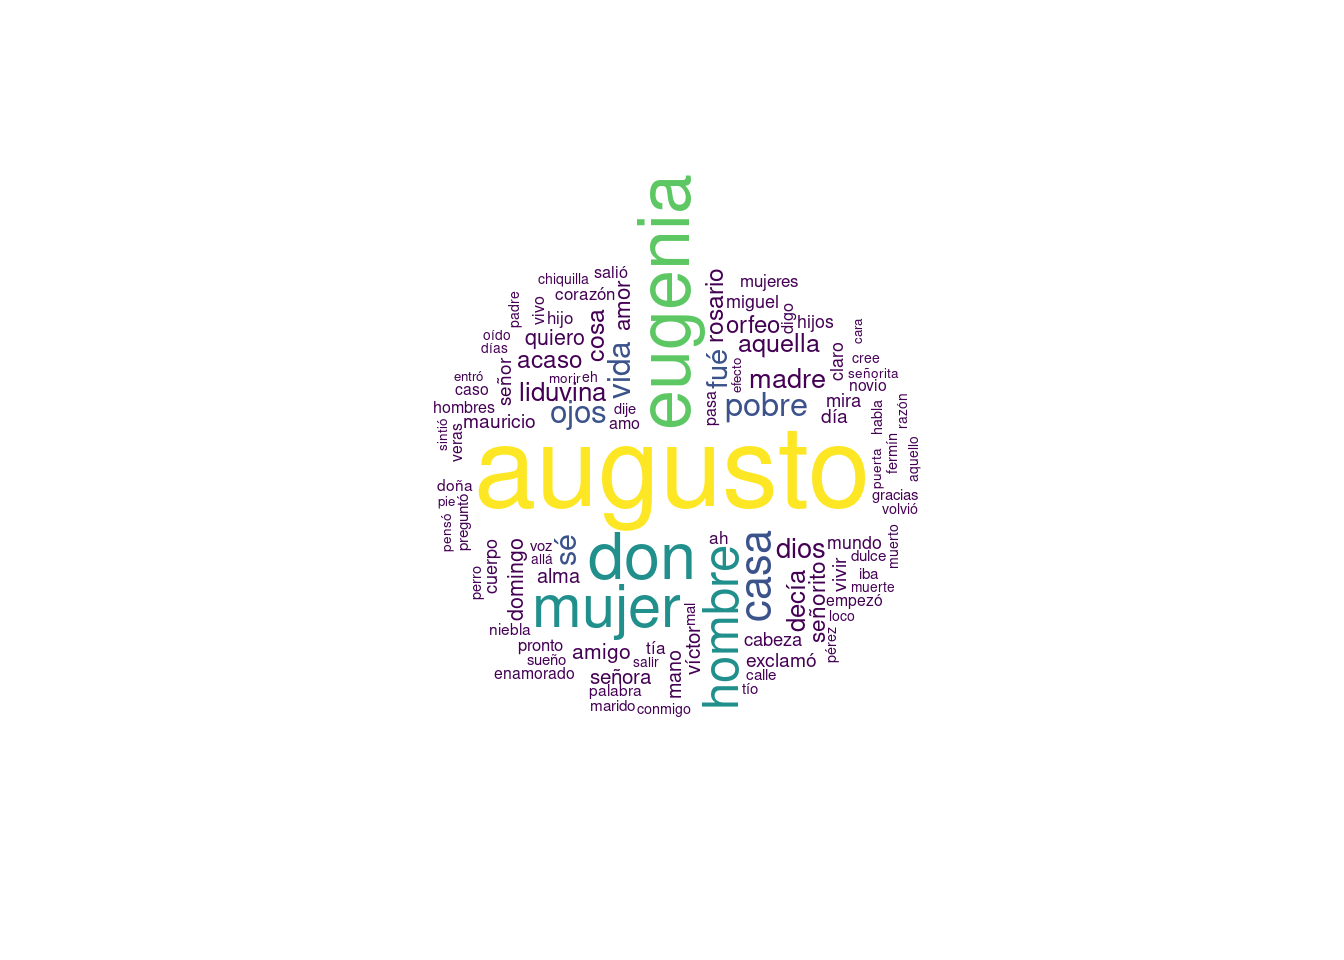 eugenia
salió
chiquilla
corazón
amor
rosario
mujeres
miguel
padre
vivo
hijo
cosa
orfeo
digo
hijos
oído
días
quiero
vida
fué
aquella
cara
acaso
señor
claro
cree
entró
caso
morir
eh
efecto
madre
señorita
novio
liduvina
hombres
mauricio
ojos
dije
amo
pasa
pobre
mira
día
habla
razón
sintió
veras
augusto
puerta
fermín
aquello
doña
pie
preguntó
pensó
gracias
volvió
muerto
perro
cuerpo
domingo
voz
allá
sé
alma
don
ah
casa
dios
mundo
dulce
hombre
decía
señorito
vivir
iba
muerte
empezó
mujer
mal
loco
niebla
pronto
sueño
enamorado
amigo
tía
salir
víctor
cabeza
pérez
exclamó
calle
tío
señora
mano
palabra
marido
conmigo